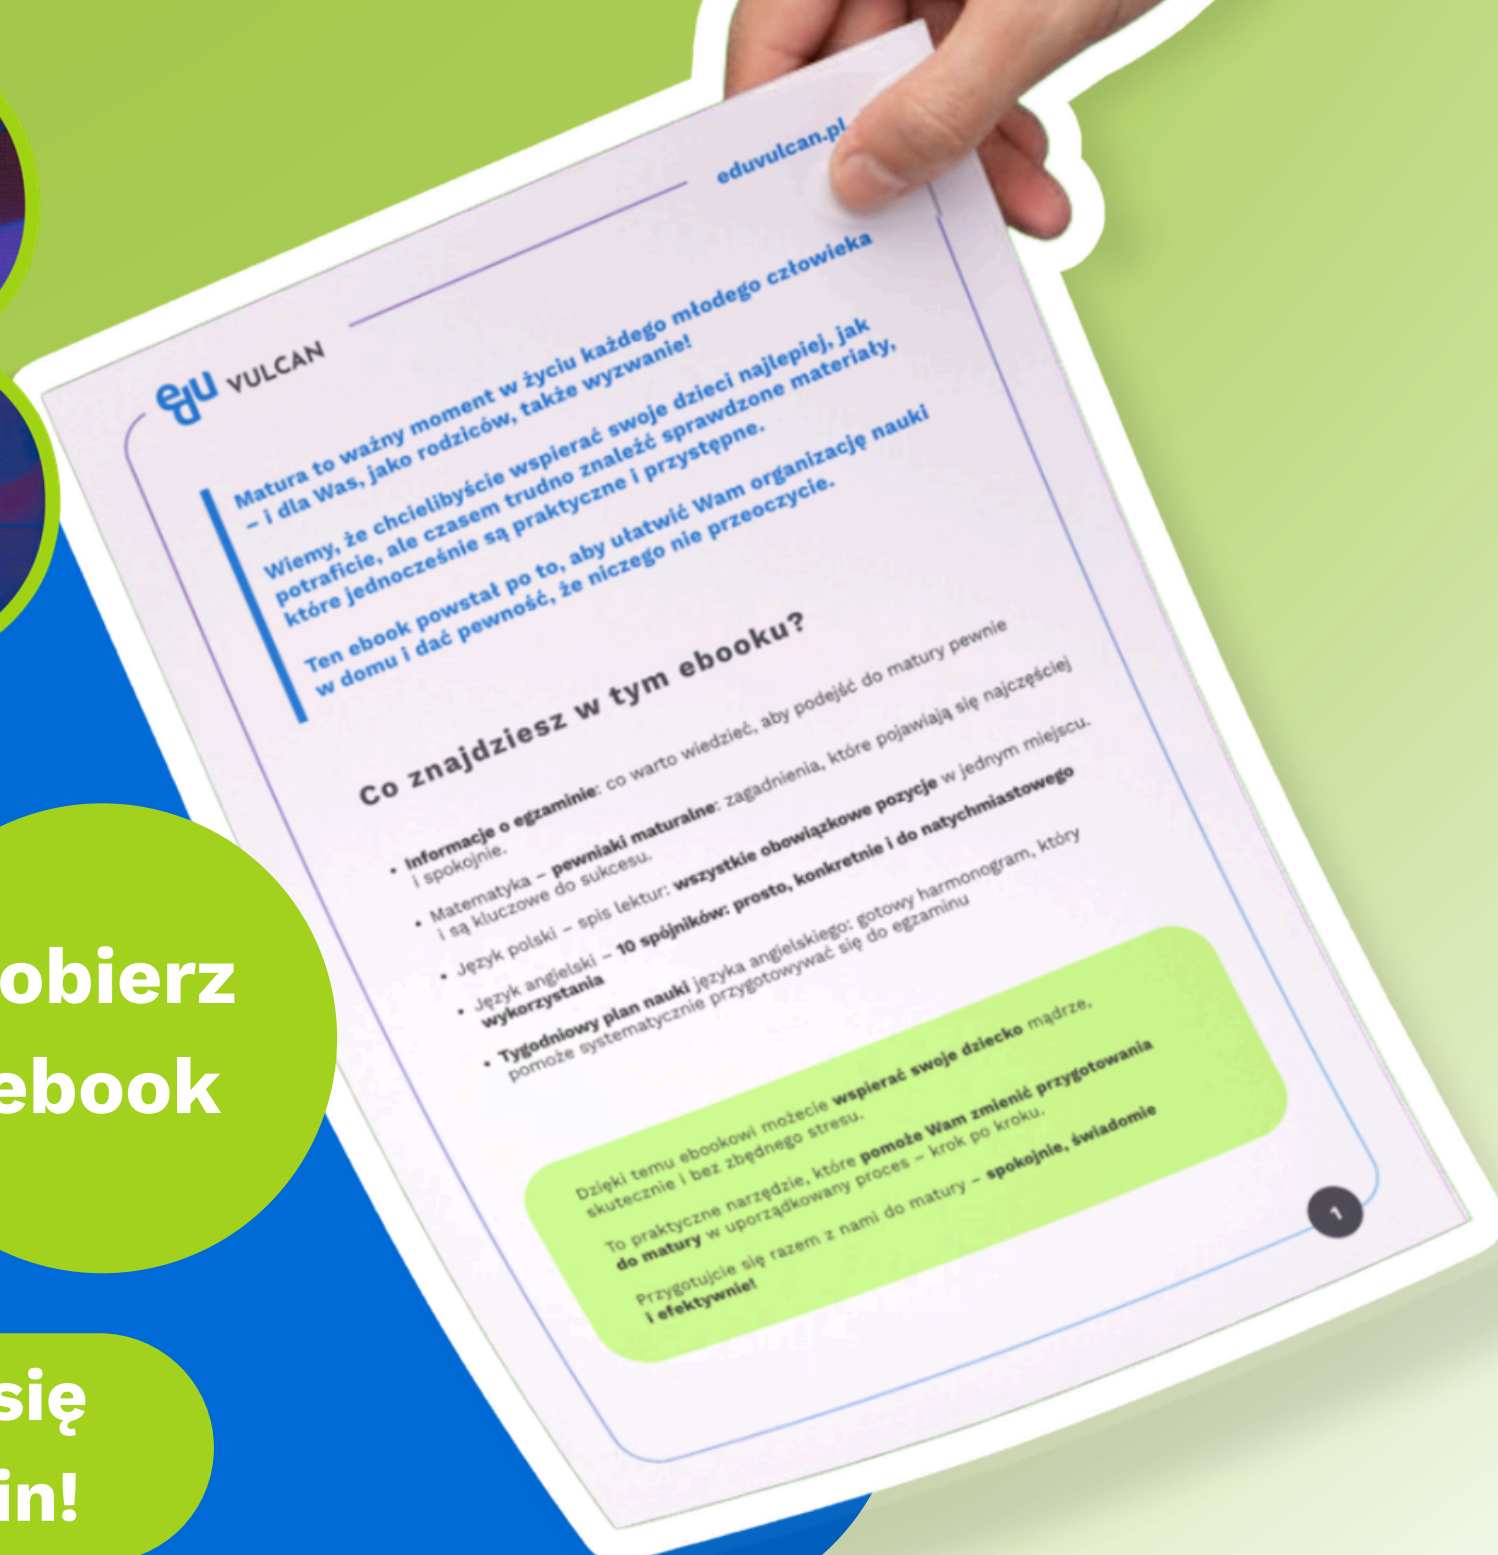 eduvulcan.pl
edu VULCAN
Matura to ważny moment w życiu każdego młodego człowieka
– i dla Was, jako rodziców, także wyzwanie!
Wiemy, że chcielibyście wspierać swoje dzieci najlepiej, jak
potraficie, ale czasem trudno znaleźć sprawdzone materiały,
które jednocześnie są praktyczne i przystępne.
Ten ebook powstał po to, aby ułatwić Wam organizację nauki
w domu i dać pewność, że niczego nie przeoczycie.
Co znajdziesz w tym ebooku?
• Informacje o egzaminie: co warto wiedzieć, aby podejść do matury pewnie
i spokojnie.
• Matematyka – pewniaki maturalne: zagadnienia, które pojawiają się najczęściej
i są kluczowe do sukcesu.
• Język polski – spis lektur: wszystkie obowiązkowe pozycje w jednym miejscu.
• Język angielski – 10 spójników: prosto, konkretnie i do natychmiastowego
wykorzystania
• Tygodniowy plan nauki języka angielskiego: gotowy harmonogram, który
pomoże systematycznie przygotowywać się do egzaminu
Dzięki temu ebookowi możecie wspierać swoje dziecko mądrze,
skutecznie i bez zbędnego stresu.
To praktyczne narzędzie, które pomoże Wam zmienić przygotowania
do matury w uporządkowany proces – krok po kroku.
Przygotujcie się razem z nami do matury – spokojnie, świadomie
i efektywnie!
1
obierz
ebook
się
in!